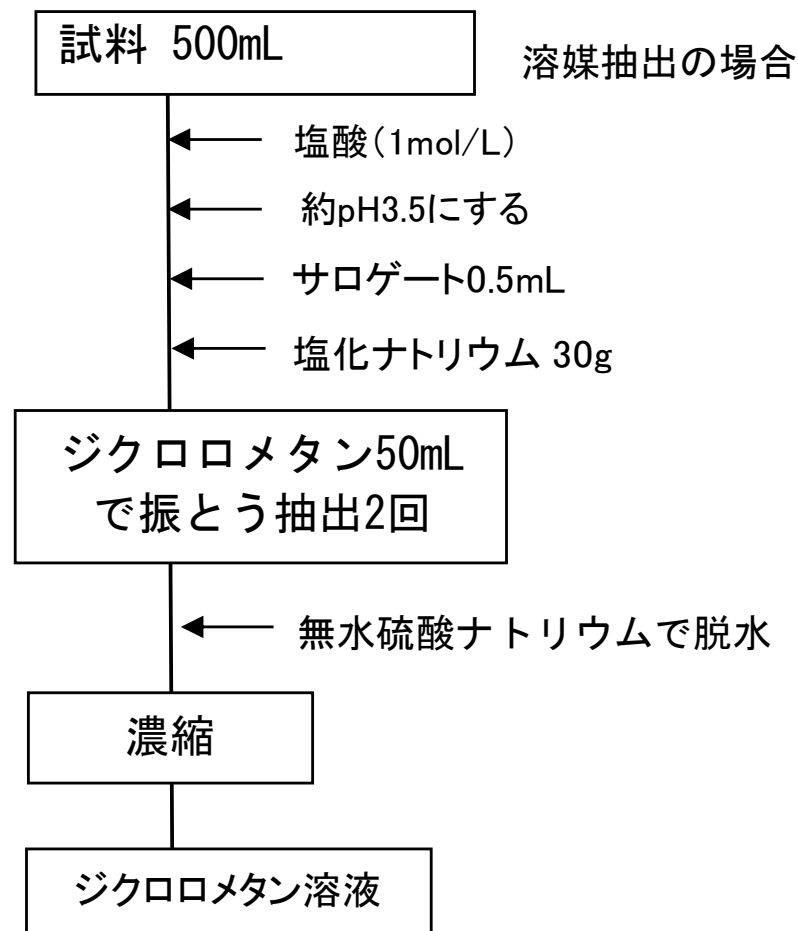 試料 500mL
溶媒抽出の場合
塩酸(1mol/L)
約pH3.5にする
サロゲート0.5mL
塩化ナトリウム 30g
ジクロロメタン50mL
で振とう抽出2回
無水硫酸ナトリウムで脱水
濃縮
ジクロロメタン溶液